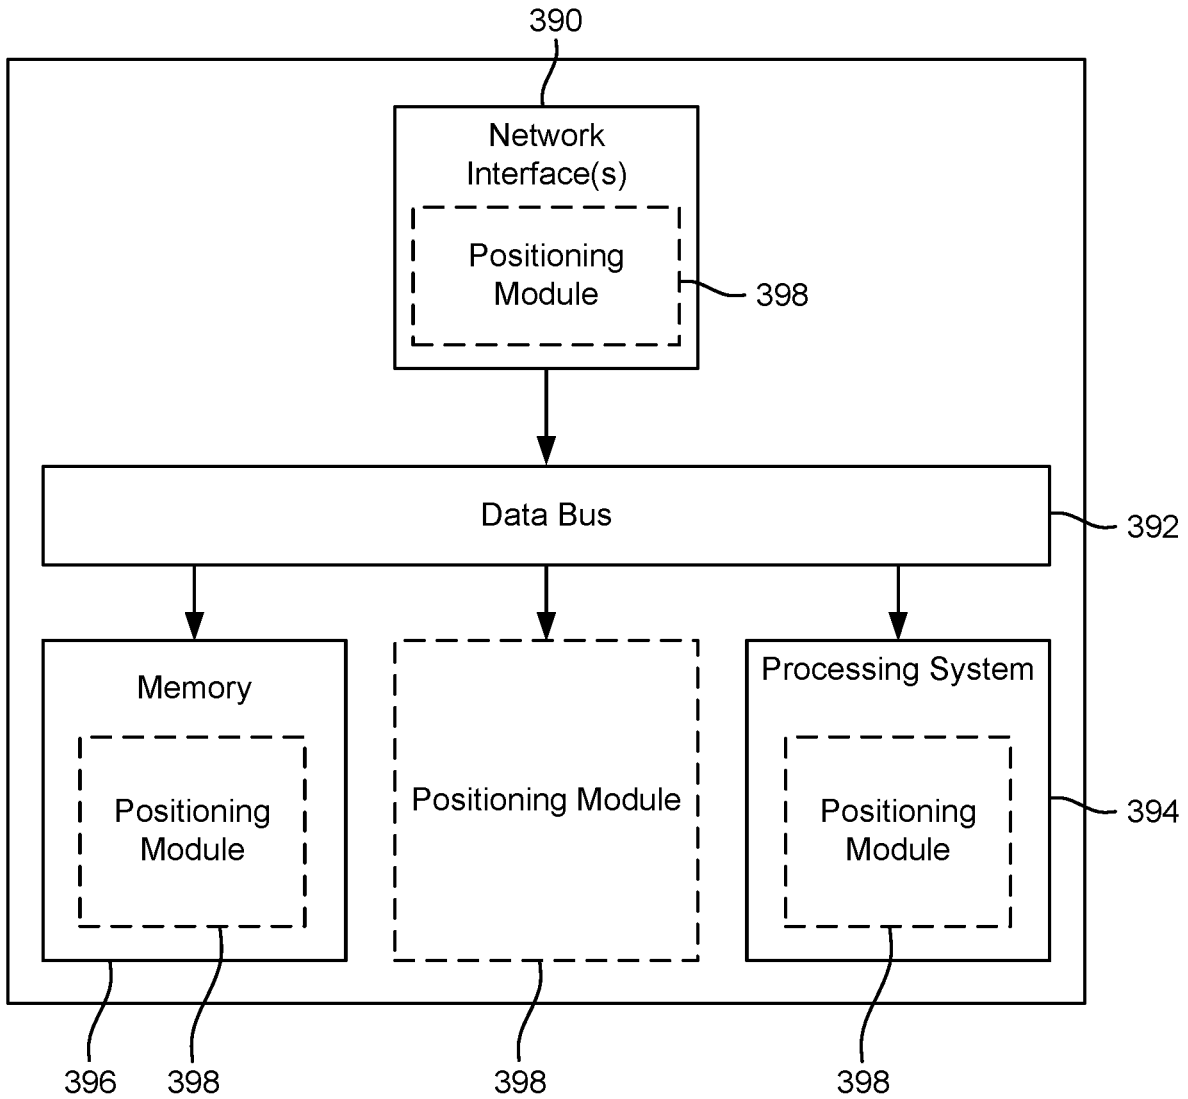 390
Network
Interface(s)
Positioning
Module
398
Data Bus
392
Memory
Positioning
Module
Positioning Module
Processing System
Positioning
Module
394
396
398
398
398